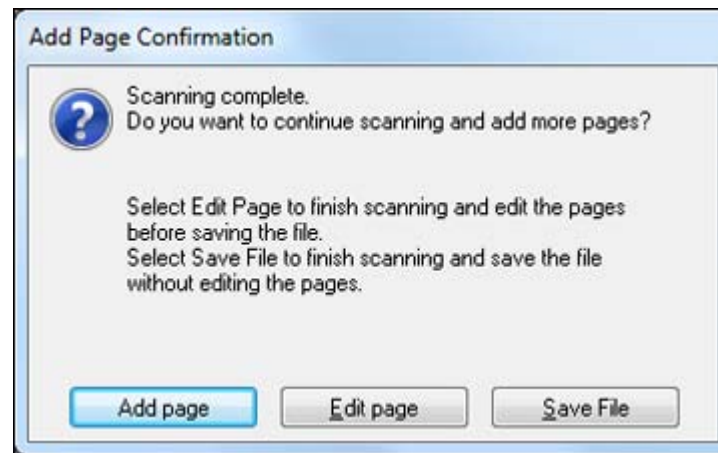 Add Page Confirmation
Scanning complete.
Do you want to continue scanning and add more pages?
Select Edit Page to finish scanning and edit the pages
before saving the file.
Select Save File to finish scanning and save the file
without editing the pages.
Add page
Edit page
Save File